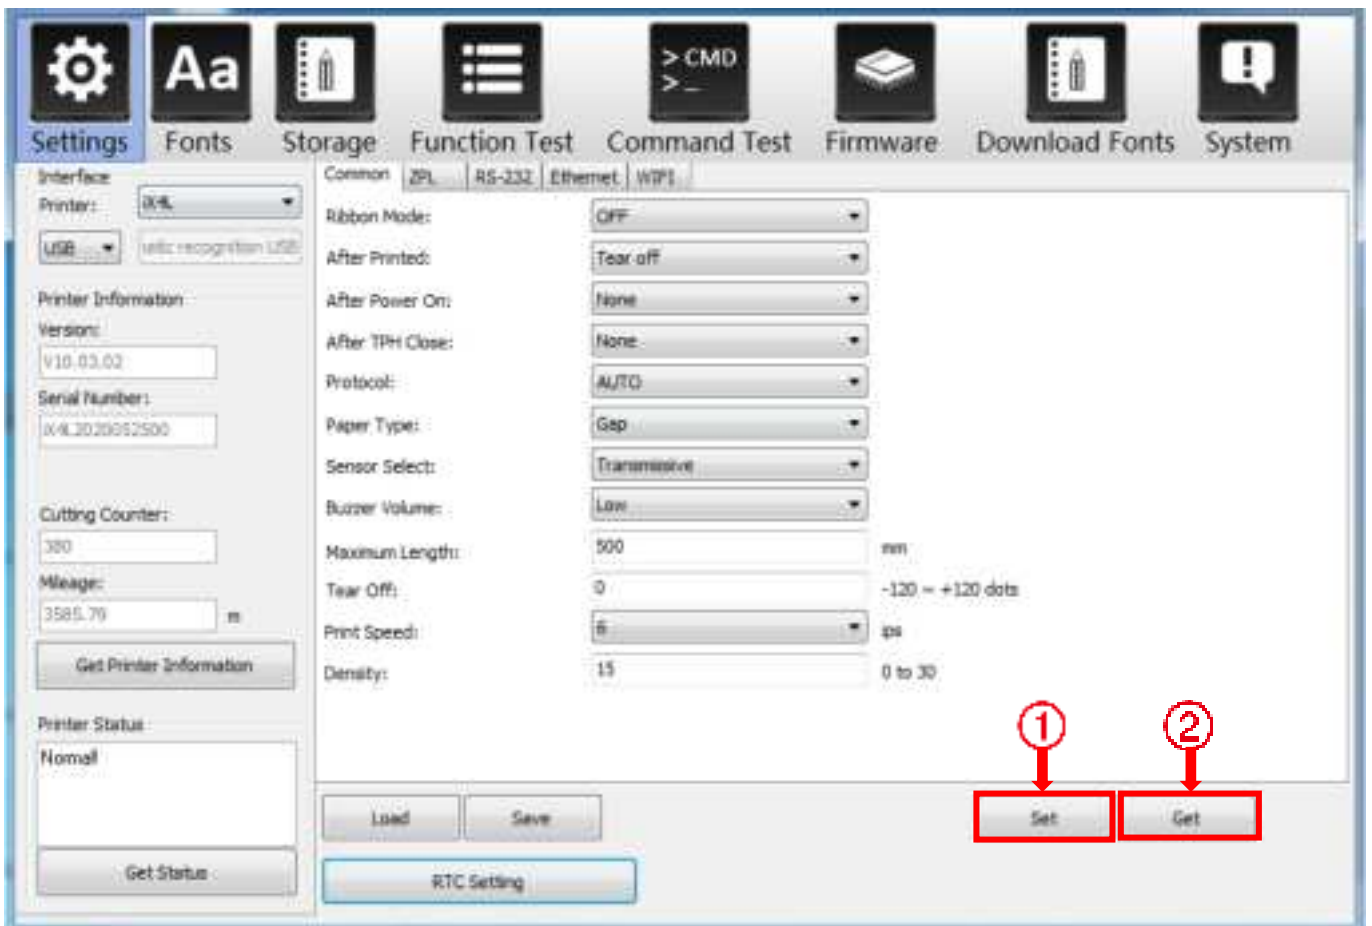 > CMD
>_
Aa
Settings Fonts Storage Function Test Command Test Firmware Download Fonts System
Interface
Printer: iX4L
USB recognition USB
Printer Information
Version:
V10.03.02
Serial Number:
iX4L2020052500
Cutting Counter:
380
Mileage:
3585.79 m
Get Printer Information
Printer Status
Normal!
Get Status
Common ZPL RS-232 Ethernet WIFI
Ribbon Mode: OFF
After Printed: Tear off
After Power On: None
After TPH Close: None
Protocol: AUTO
Paper Type: Gap
Sensor Select: Transmissive
Buzzer Volume: Low
Maximum Length: 500 mm
Tear Off: 0 -120 ~ +120 dots
Print Speed: 6 ips
Density: 15 0 to 30
① ②
Load Save Set Get
RTC Setting